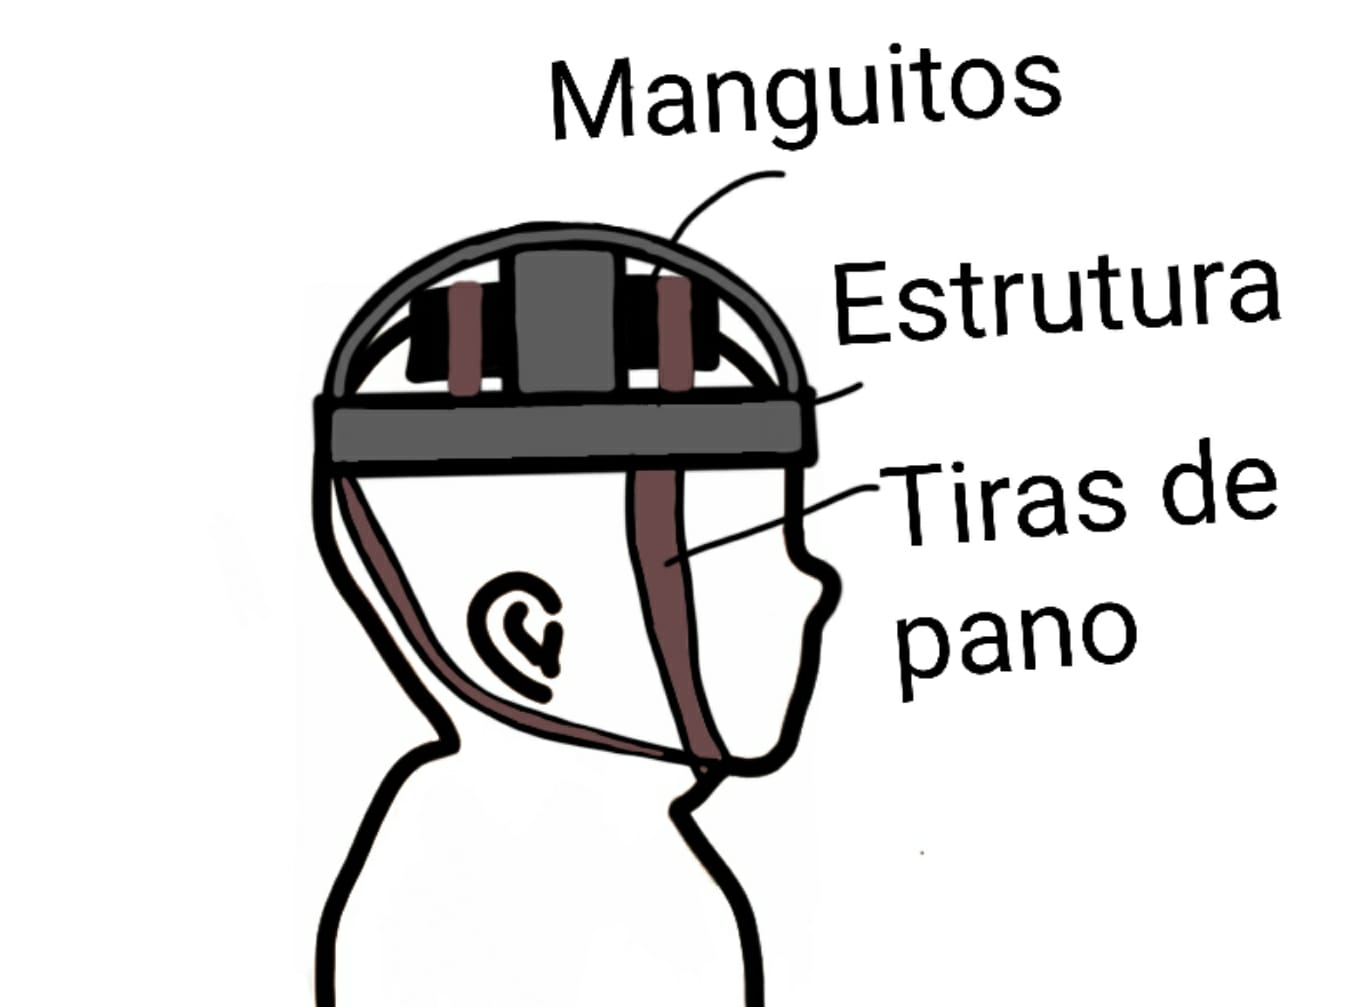 Manguitos
Estrutura
Tiras de
pano